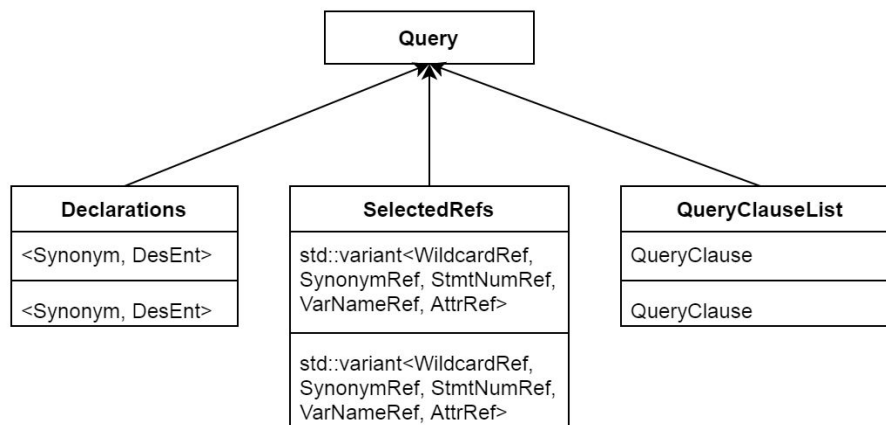 Query
Declarations
<Synonym, DesEnt>
<Synonym, DesEnt>
SelectedRefs
std::variant<WildcardRef,
SynonymRef, StmtNumRef,
VarNameRef, AttrRef>
std::variant<WildcardRef,
SynonymRef, StmtNumRef,
VarNameRef, AttrRef>
QueryClauseList
QueryClause
QueryClause